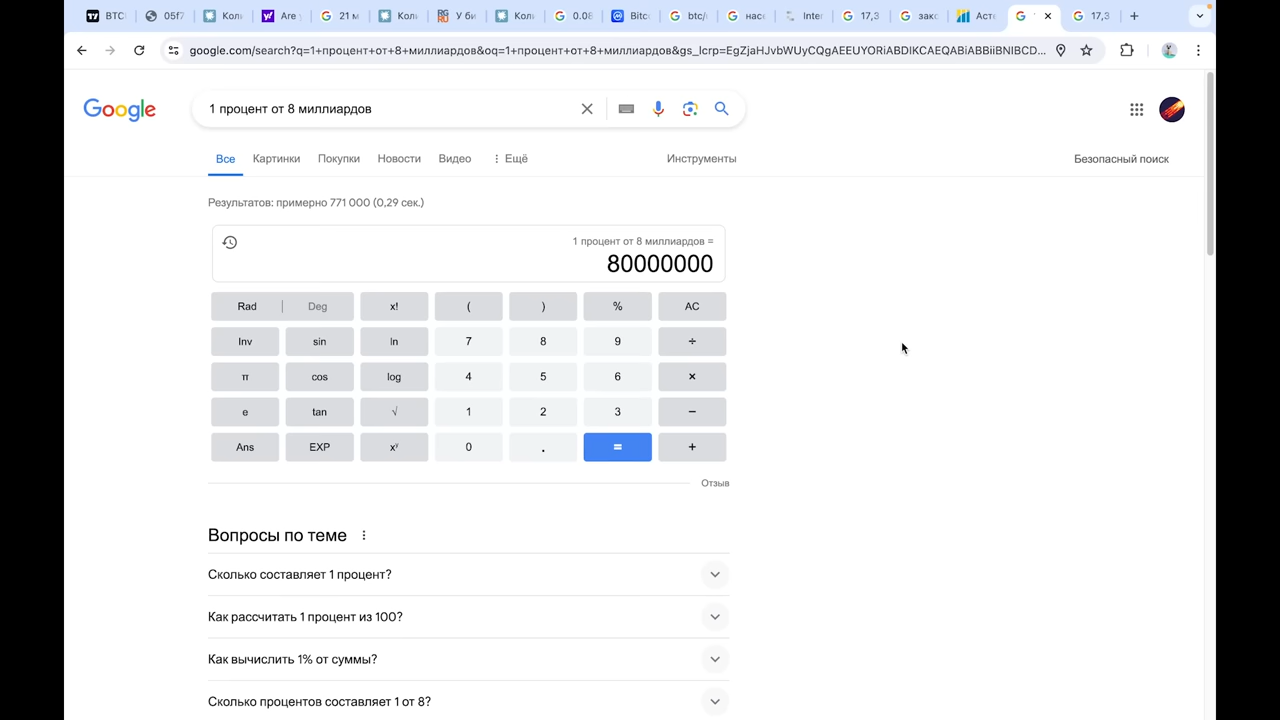 BTC
05f7
Кол
Are y
21 м
Кол
У би
Кол
0.08
Bitc
btc/
нас
Inte
17,3
закс
Аст
17,3
google.com/search?q=1+процент+от+8+миллиардов&oq=1+процент+от+8+миллиардов&gs_lcrp=EgZjaHJvbWUyCQgAEEUYORiABDIKCAEQABiABBiiBNIBCD...
Google
1 процент от 8 миллиардов
Все Картинки Покупки Новости Видео Ещё Инструменты Безопасный поиск
Результатов: примерно 771 000 (0,29 сек.)
1 процент от 8 миллиардов =
80000000
Rad | Deg x! ( ) % AC
Inv sin ln 7 8 9 ÷
π cos log 4 5 6 ×
e tan √ 1 2 3 −
Ans EXP xʸ 0 . = +
Отзыв
Вопросы по теме
Сколько составляет 1 процент?
Как рассчитать 1 процент из 100?
Как вычислить 1% от суммы?
Сколько процентов составляет 1 от 8?